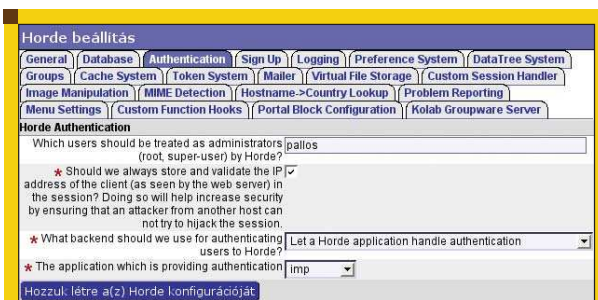 Horde beállítás
General Database Authentication Sign Up Logging Preference System DataTree System
Groups Cache System Token System Mailer Virtual File Storage Custom Session Handler
Image Manipulation MIME Detection Hostname->Country Lookup Problem Reporting
Menu Settings Custom Function Hooks Portal Block Configuration Kolab Groupware Server
Horde Authentication
Which users should be treated as administrators pallos
(root, super-user) by Horde?
* Should we always store and validate the IP
address of the client (as seen by the web server) in
the session? Doing so will help increase security
by ensuring that an attacker from another host can
not try to hijack the session.
* What backend should we use for authenticating Let a Horde application handle authentication
users to Horde?
* The application which is providing authentication imp
Hozzuk létre a(z) Horde konfigurációját